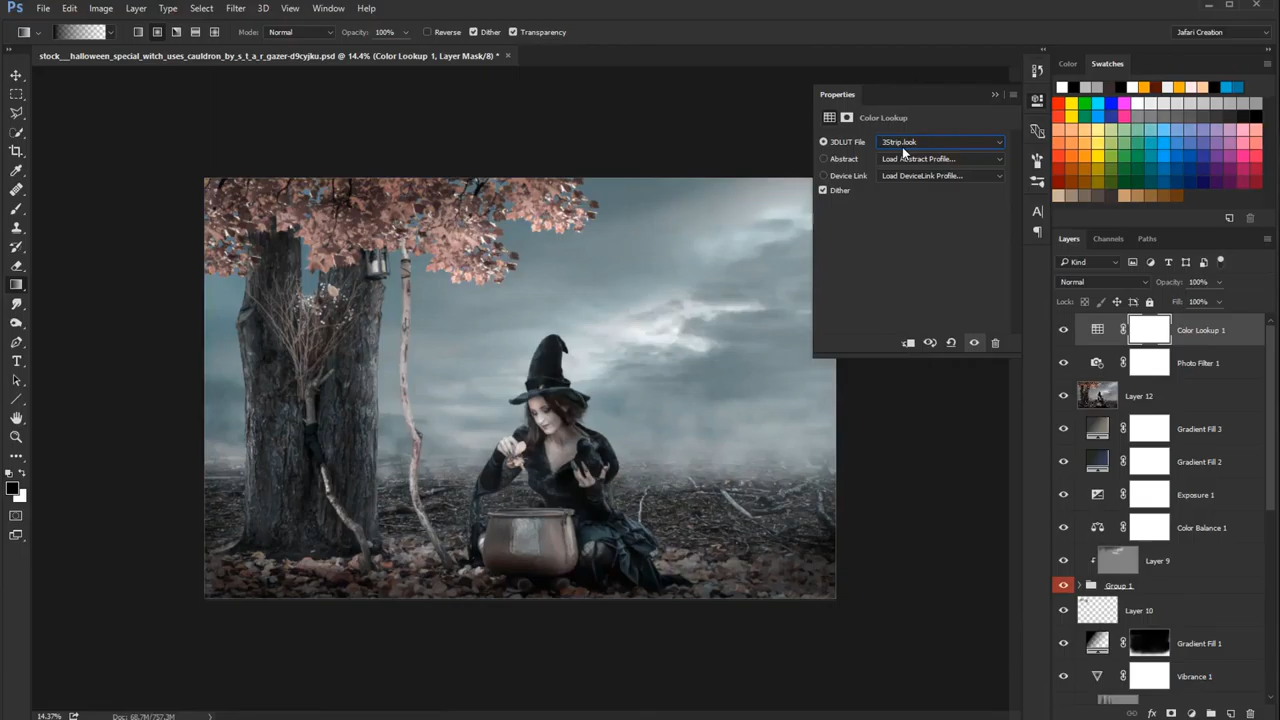 Ps File Edit Image Layer Type Select Filter 3D View Window Help
Mode: Normal Opacity: 100% Reverse Dither Transparency Jafari Creation
stock__halloween_special_witch_uses_cauldron_by_s_t_a_r_gazer-d9cyjku.psd @ 14.4% (Color Lookup 1, Layer Mask/8) * ×
Color Swatches
Properties
Color Lookup
3DLUT File 3Strip.look
Abstract Load Abstract Profile...
Device Link Load DeviceLink Profile...
Dither
Layers Channels Paths
Kind
Normal Opacity: 100%
Lock: Fill: 100%
Color Lookup 1
Photo Filter 1
Layer 12
Gradient Fill 3
Gradient Fill 2
Exposure 1
Color Balance 1
Layer 9
Group 1
Layer 10
Gradient Fill 1
Vibrance 1
14.37% Doc: 68.7M/757.3M